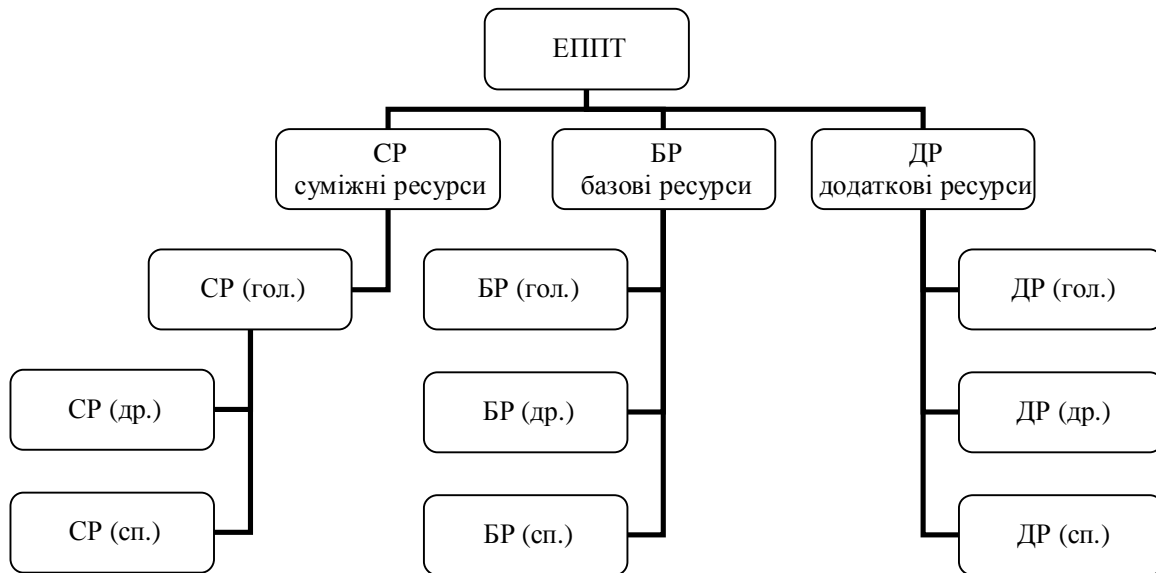 ЕППТ
СР
суміжні ресурси
БР
базові ресурси
ДР
додаткові ресурси
СР (гол.)
БР (гол.)
ДР (гол.)
СР (др.)
БР (др.)
ДР (др.)
СР (сп.)
БР (сп.)
ДР (сп.)